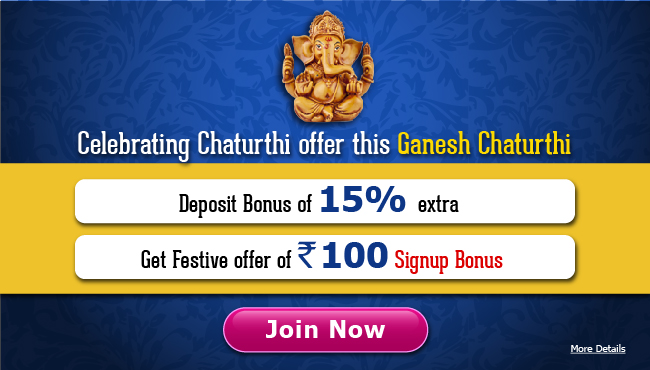 Celebrating Chaturthi offer this Ganesh Chaturthi
Deposit Bonus of 15% extra
Get Festive offer of ₹100 Signup Bonus
Join Now
More Details